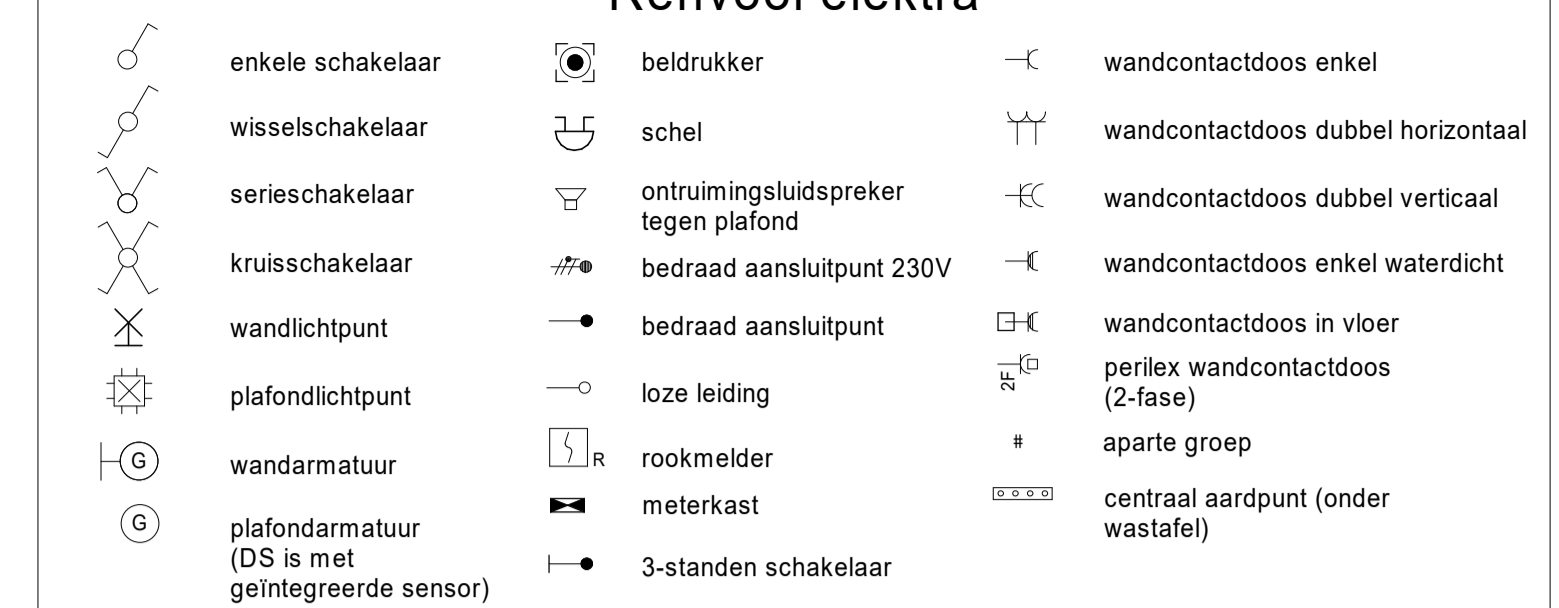 Renvooi elektra
enkele schakelaar
wisselschakelaar
serieschakelaar
kruisschakelaar
wandlichtpunt
plafondlichtpunt
G
wandarmatuur
G
plafondarmatuur
(DS is met
geïntegreerde sensor)
beldrukker
schel
ontruimingsluidspreker
tegen plafond
bedraad aansluitpunt 230V
bedraad aansluitpunt
loze leiding
R
rookmelder
meterkast
3-standen schakelaar
wandcontactdoos enkel
wandcontactdoos dubbel horizontaal
wandcontactdoos dubbel verticaal
wandcontactdoos enkel waterdicht
wandcontactdoos in vloer
2F
perilex wandcontactdoos
(2-fase)
#
aparte groep
centraal aardpunt (onder
wastafel)